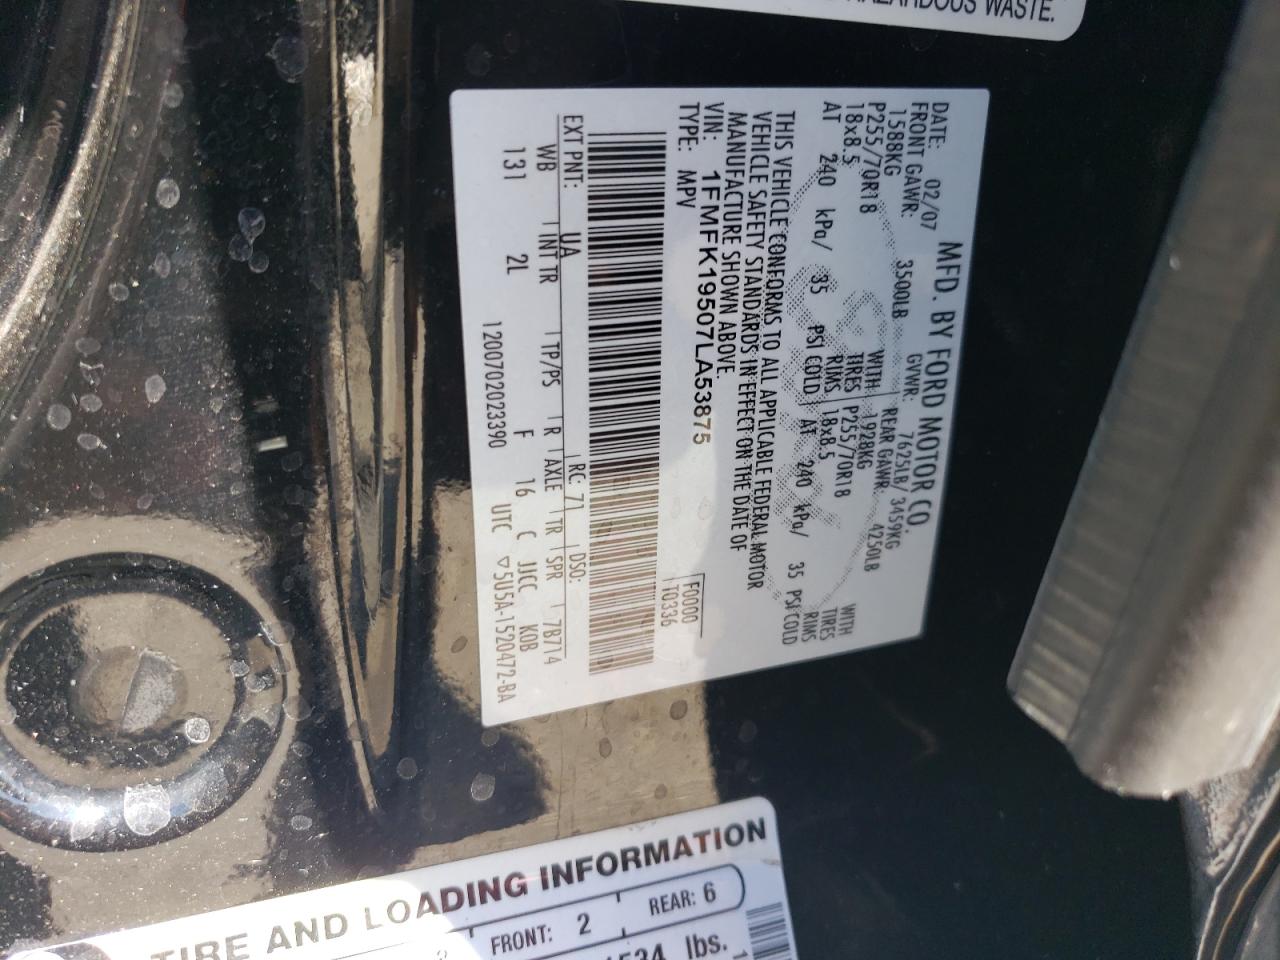 HAZARDOUS WASTE.
MFD. BY FORD MOTOR CO.
DATE: 02/07 GVWR: 7625LB/ 3459KG
FRONT GAWR: 3500LB REAR GAWR: 4250LB
1588KG WITH 1928KG WITH
P255/70R18 TIRES P255/70R18 TIRES
18x8.5 RIMS 18x8.5 RIMS
AT 240 kPa/ 35 PSI COLD AT 240 kPa/ 35 PSI COLD
THIS VEHICLE CONFORMS TO ALL APPLICABLE FEDERAL MOTOR
VEHICLE SAFETY STANDARDS IN EFFECT ON THE DATE OF
MANUFACTURE SHOWN ABOVE.
VIN: 1FMFK19507LA53875 F0000
TYPE: MPV T0336
EXT PNT: UA RC: 71 DSO:
WB INT TR TP/PS R AXLE TR SPR 7B714
131 2L F 16 C JJCC K0B
1200702023390 UTC ▽5U5A-1520472-BA
TIRE AND LOADING INFORMATION
FRONT: 2 REAR: 6
lbs.